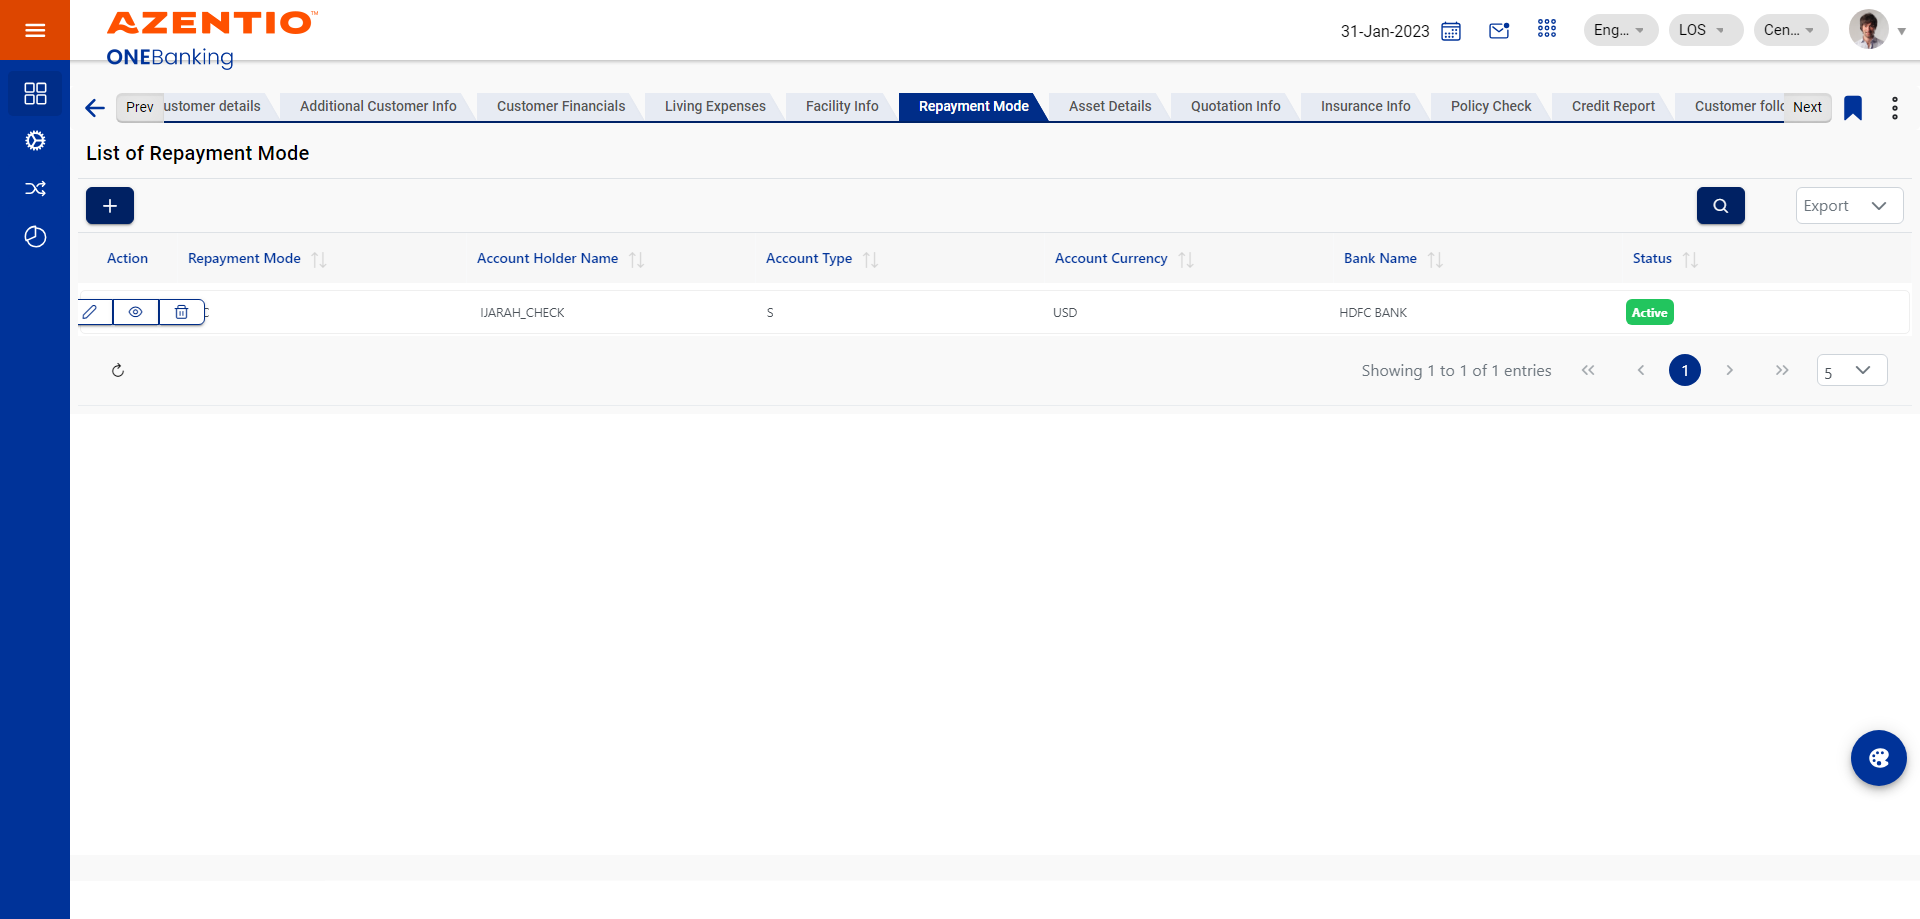 AZENTIO™
ONEBanking
31-Jan-2023
Eng...
LOS
Cen...
Prev
ustomer details
Additional Customer Info
Customer Financials
Living Expenses
Facility Info
Repayment Mode
Asset Details
Quotation Info
Insurance Info
Policy Check
Credit Report
Customer follo
Next
List of Repayment Mode
Export
Action
Repayment Mode
Account Holder Name
Account Type
Account Currency
Bank Name
Status
IJARAH_CHECK
S
USD
HDFC BANK
Active
Showing 1 to 1 of 1 entries
1
5